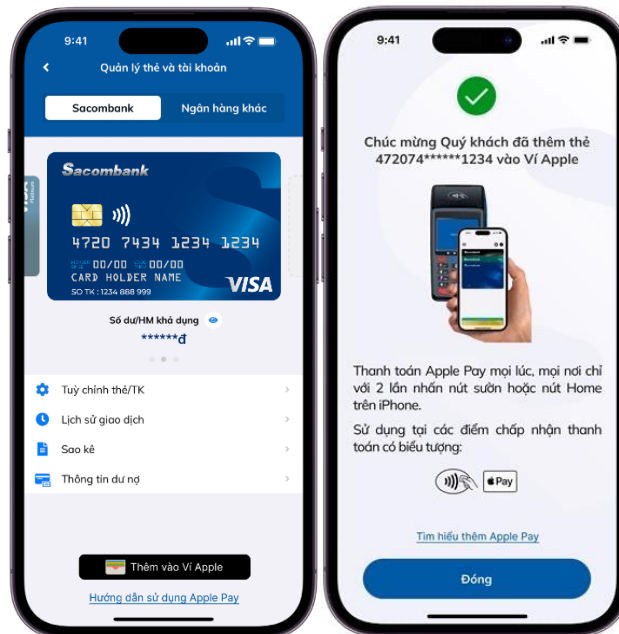 9:41
Quản lý thẻ và tài khoản
Sacombank
Ngân hàng khác
Sacombank
4720 7434 1234 1234
00/00 00/00
CARD HOLDER NAME
SO TK : 1234 888 999
VISA
Số dư/HM khả dụng
******đ
Tuỳ chỉnh thẻ/TK
Lịch sử giao dịch
Sao kê
Thông tin dư nợ
Thêm vào Ví Apple
Hướng dẫn sử dụng Apple Pay
9:41
Chúc mừng Quý khách đã thêm thẻ
472074******1234 vào Ví Apple
Thanh toán Apple Pay mọi lúc, mọi nơi chỉ
với 2 lần nhấn nút sườn hoặc nút Home
trên iPhone.
Sử dụng tại các điểm chấp nhận thanh
toán có biểu tượng:
Pay
Tìm hiểu thêm Apple Pay
Đóng